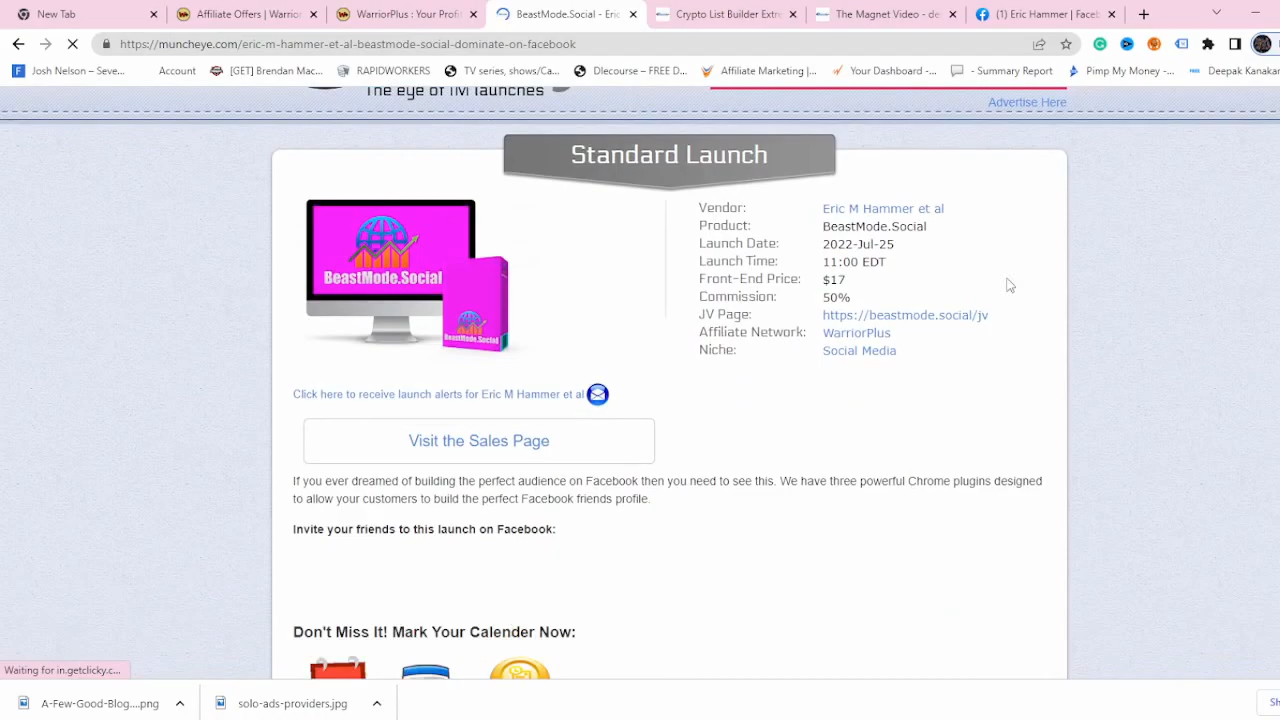 New Tab
Affiliate Offers | Warrior
WarriorPlus : Your Profi
BeastMode.Social - Eric
Crypto List Builder Extre
The Magnet Video - de
(1) Eric Hammer | Faceb
https://muncheye.com/eric-m-hammer-et-al-beastmode-social-dominate-on-facebook
Josh Nelson – Seve...
Account
[GET] Brendan Mac...
RAPIDWORKERS
TV series, shows/Ca...
Dlecourse – FREE D...
Affiliate Marketing |...
Your Dashboard -...
- Summary Report
Pimp My Money -...
Deepak Kanaka
The eye of IM launches
Advertise Here
Standard Launch
BeastMode.Social
BeastMode.Social
Vendor: Eric M Hammer et al
Product: BeastMode.Social
Launch Date: 2022-Jul-25
Launch Time: 11:00 EDT
Front-End Price: $17
Commission: 50%
JV Page: https://beastmode.social/jv
Affiliate Network: WarriorPlus
Niche: Social Media
Click here to receive launch alerts for Eric M Hammer et al
Visit the Sales Page
If you ever dreamed of building the perfect audience on Facebook then you need to see this. We have three powerful Chrome plugins designed
to allow your customers to build the perfect Facebook friends profile.
Invite your friends to this launch on Facebook:
Don't Miss It! Mark Your Calender Now:
Waiting for in.getclicky.c...
A-Few-Good-Blog....png
solo-ads-providers.jpg
Sh